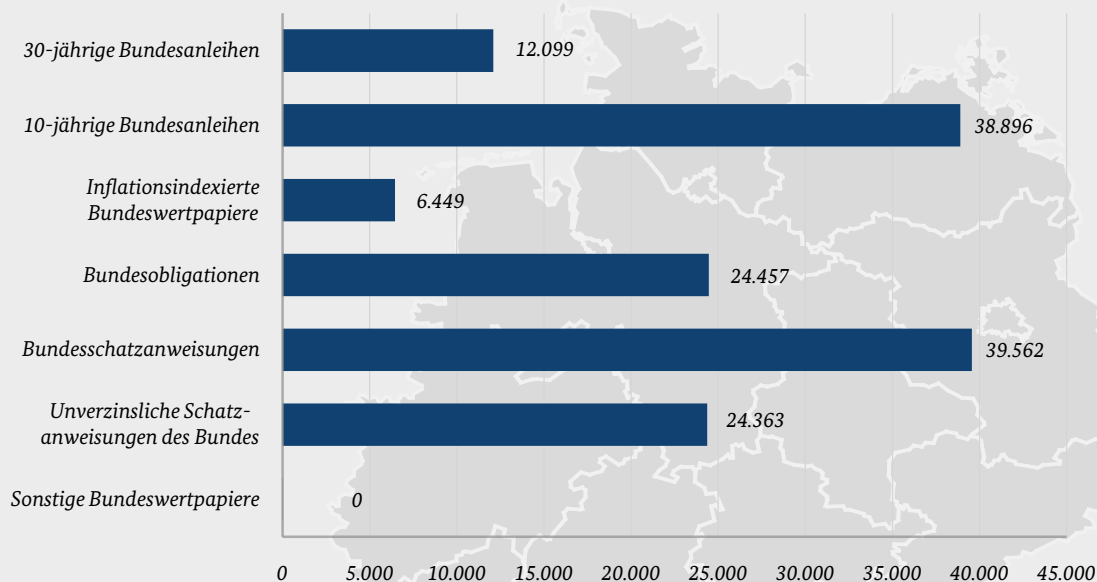 30-jährige Bundesanleihen
12.099
10-jährige Bundesanleihen
38.896
Inflationsindexierte
Bundeswertpapiere
6.449
Bundesobligationen
24.457
Bundesschatzanweisungen
39.562
Unverzinsliche Schatz-
anweisungen des Bundes
24.363
Sonstige Bundeswertpapiere
0
0 5.000 10.000 15.000 20.000 25.000 30.000 35.000 40.000 45.000